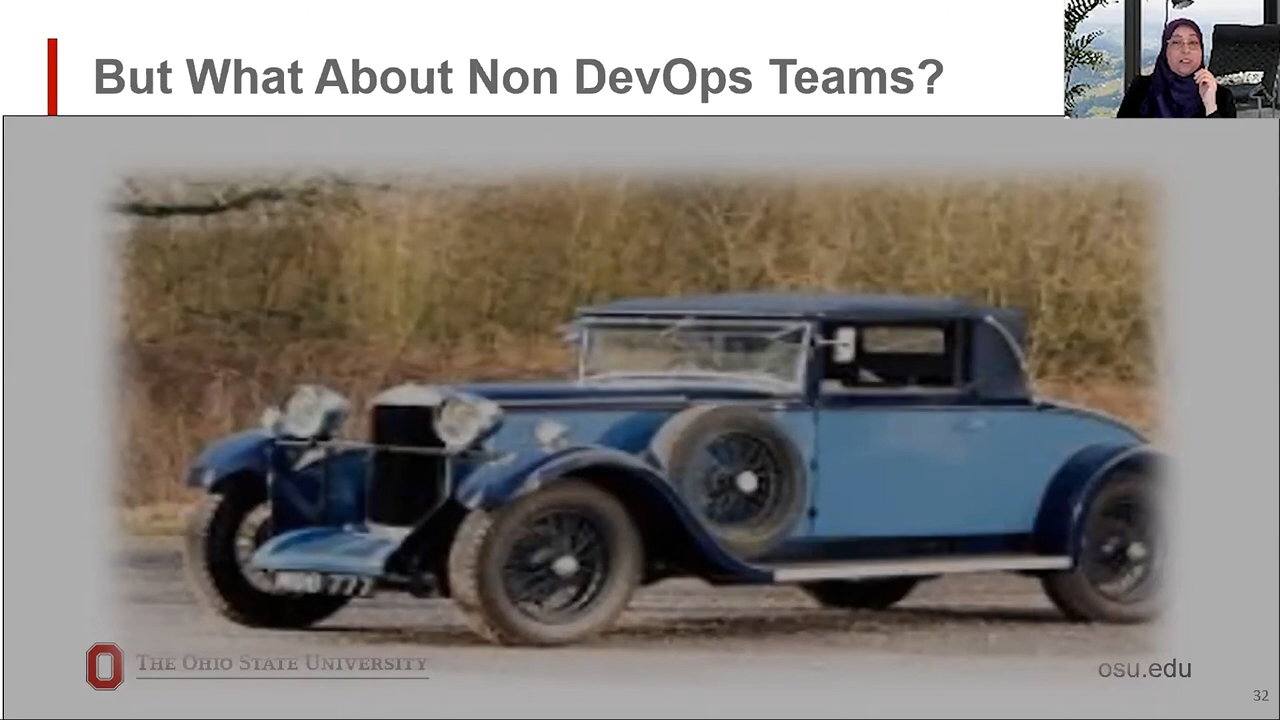 But What About Non DevOps Teams?
THE OHIO STATE UNIVERSITY
osu.edu
32